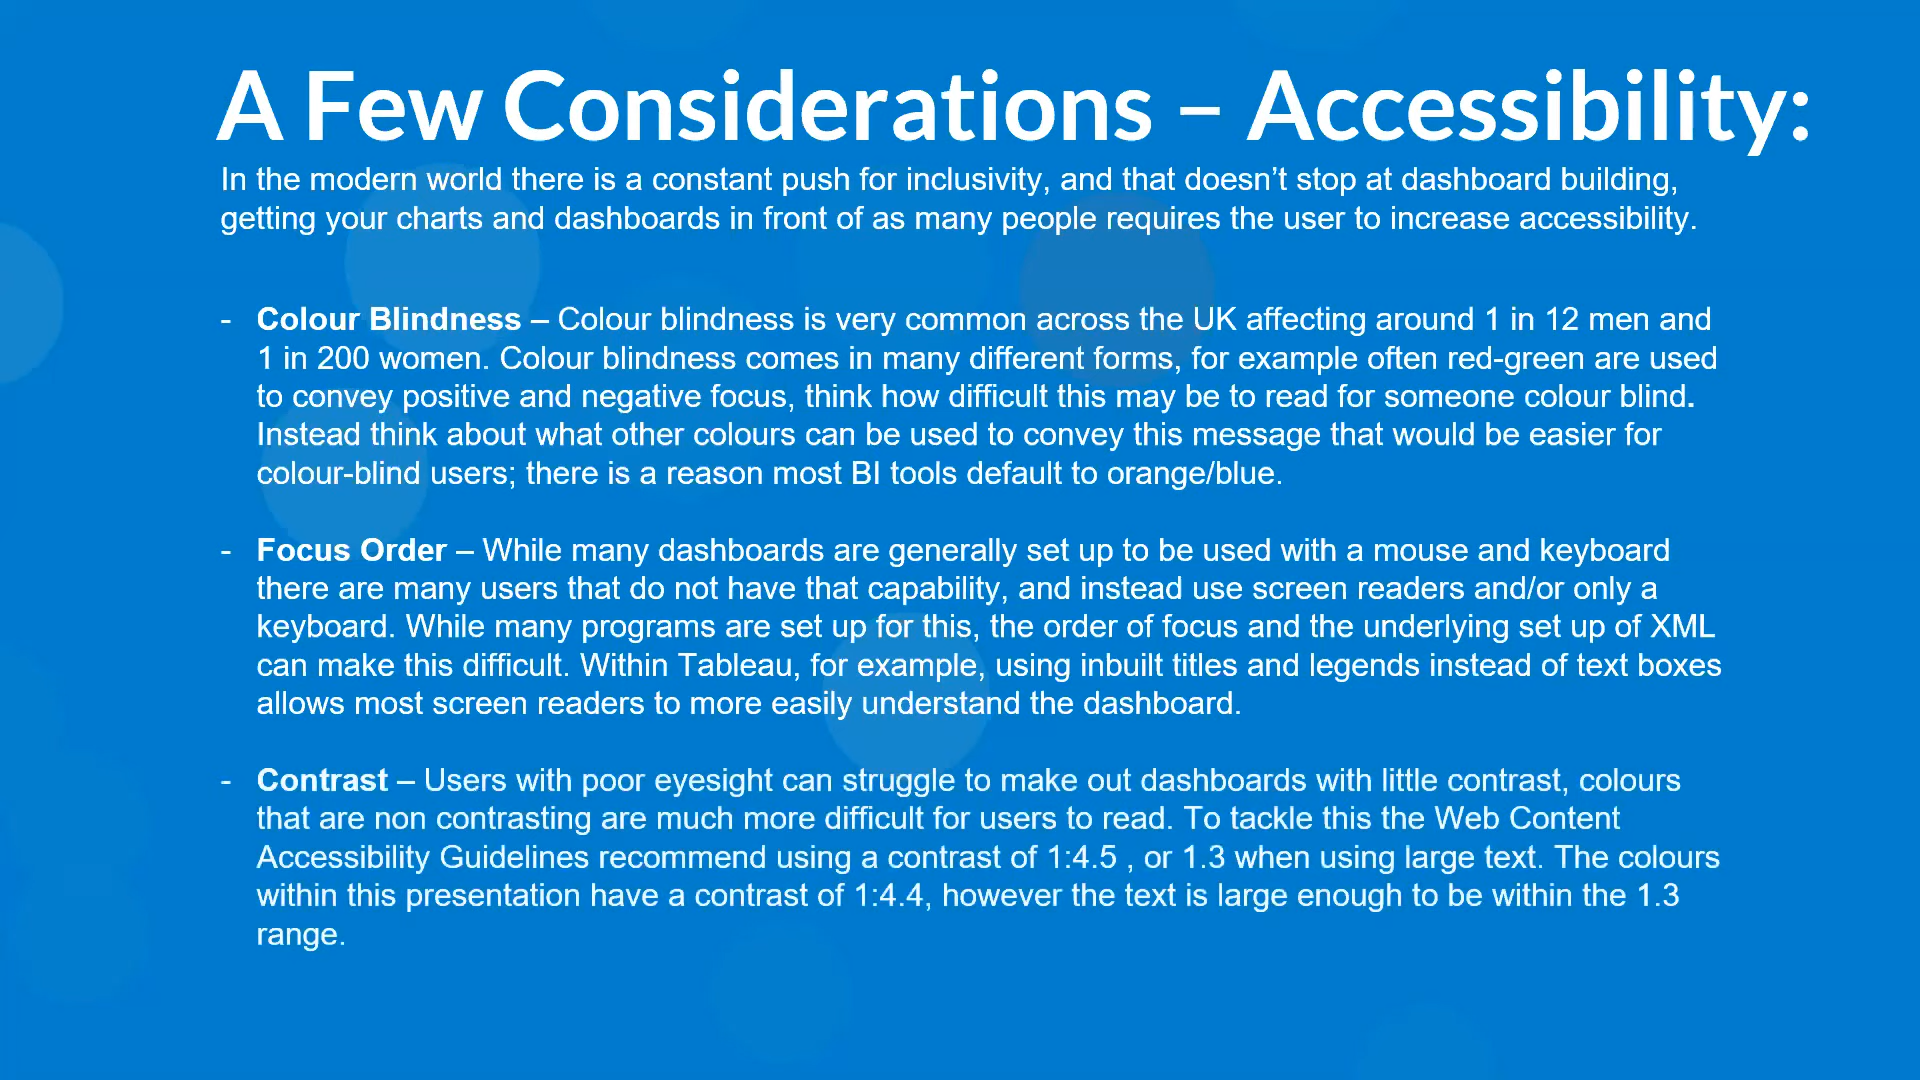 A Few Considerations – Accessibility:
In the modern world there is a constant push for inclusivity, and that doesn’t stop at dashboard building,
getting your charts and dashboards in front of as many people requires the user to increase accessibility.
- Colour Blindness – Colour blindness is very common across the UK affecting around 1 in 12 men and
1 in 200 women. Colour blindness comes in many different forms, for example often red-green are used
to convey positive and negative focus, think how difficult this may be to read for someone colour blind.
Instead think about what other colours can be used to convey this message that would be easier for
colour-blind users; there is a reason most BI tools default to orange/blue.
- Focus Order – While many dashboards are generally set up to be used with a mouse and keyboard
there are many users that do not have that capability, and instead use screen readers and/or only a
keyboard. While many programs are set up for this, the order of focus and the underlying set up of XML
can make this difficult. Within Tableau, for example, using inbuilt titles and legends instead of text boxes
allows most screen readers to more easily understand the dashboard.
- Contrast – Users with poor eyesight can struggle to make out dashboards with little contrast, colours
that are non contrasting are much more difficult for users to read. To tackle this the Web Content
Accessibility Guidelines recommend using a contrast of 1:4.5 , or 1.3 when using large text. The colours
within this presentation have a contrast of 1:4.4, however the text is large enough to be within the 1.3
range.